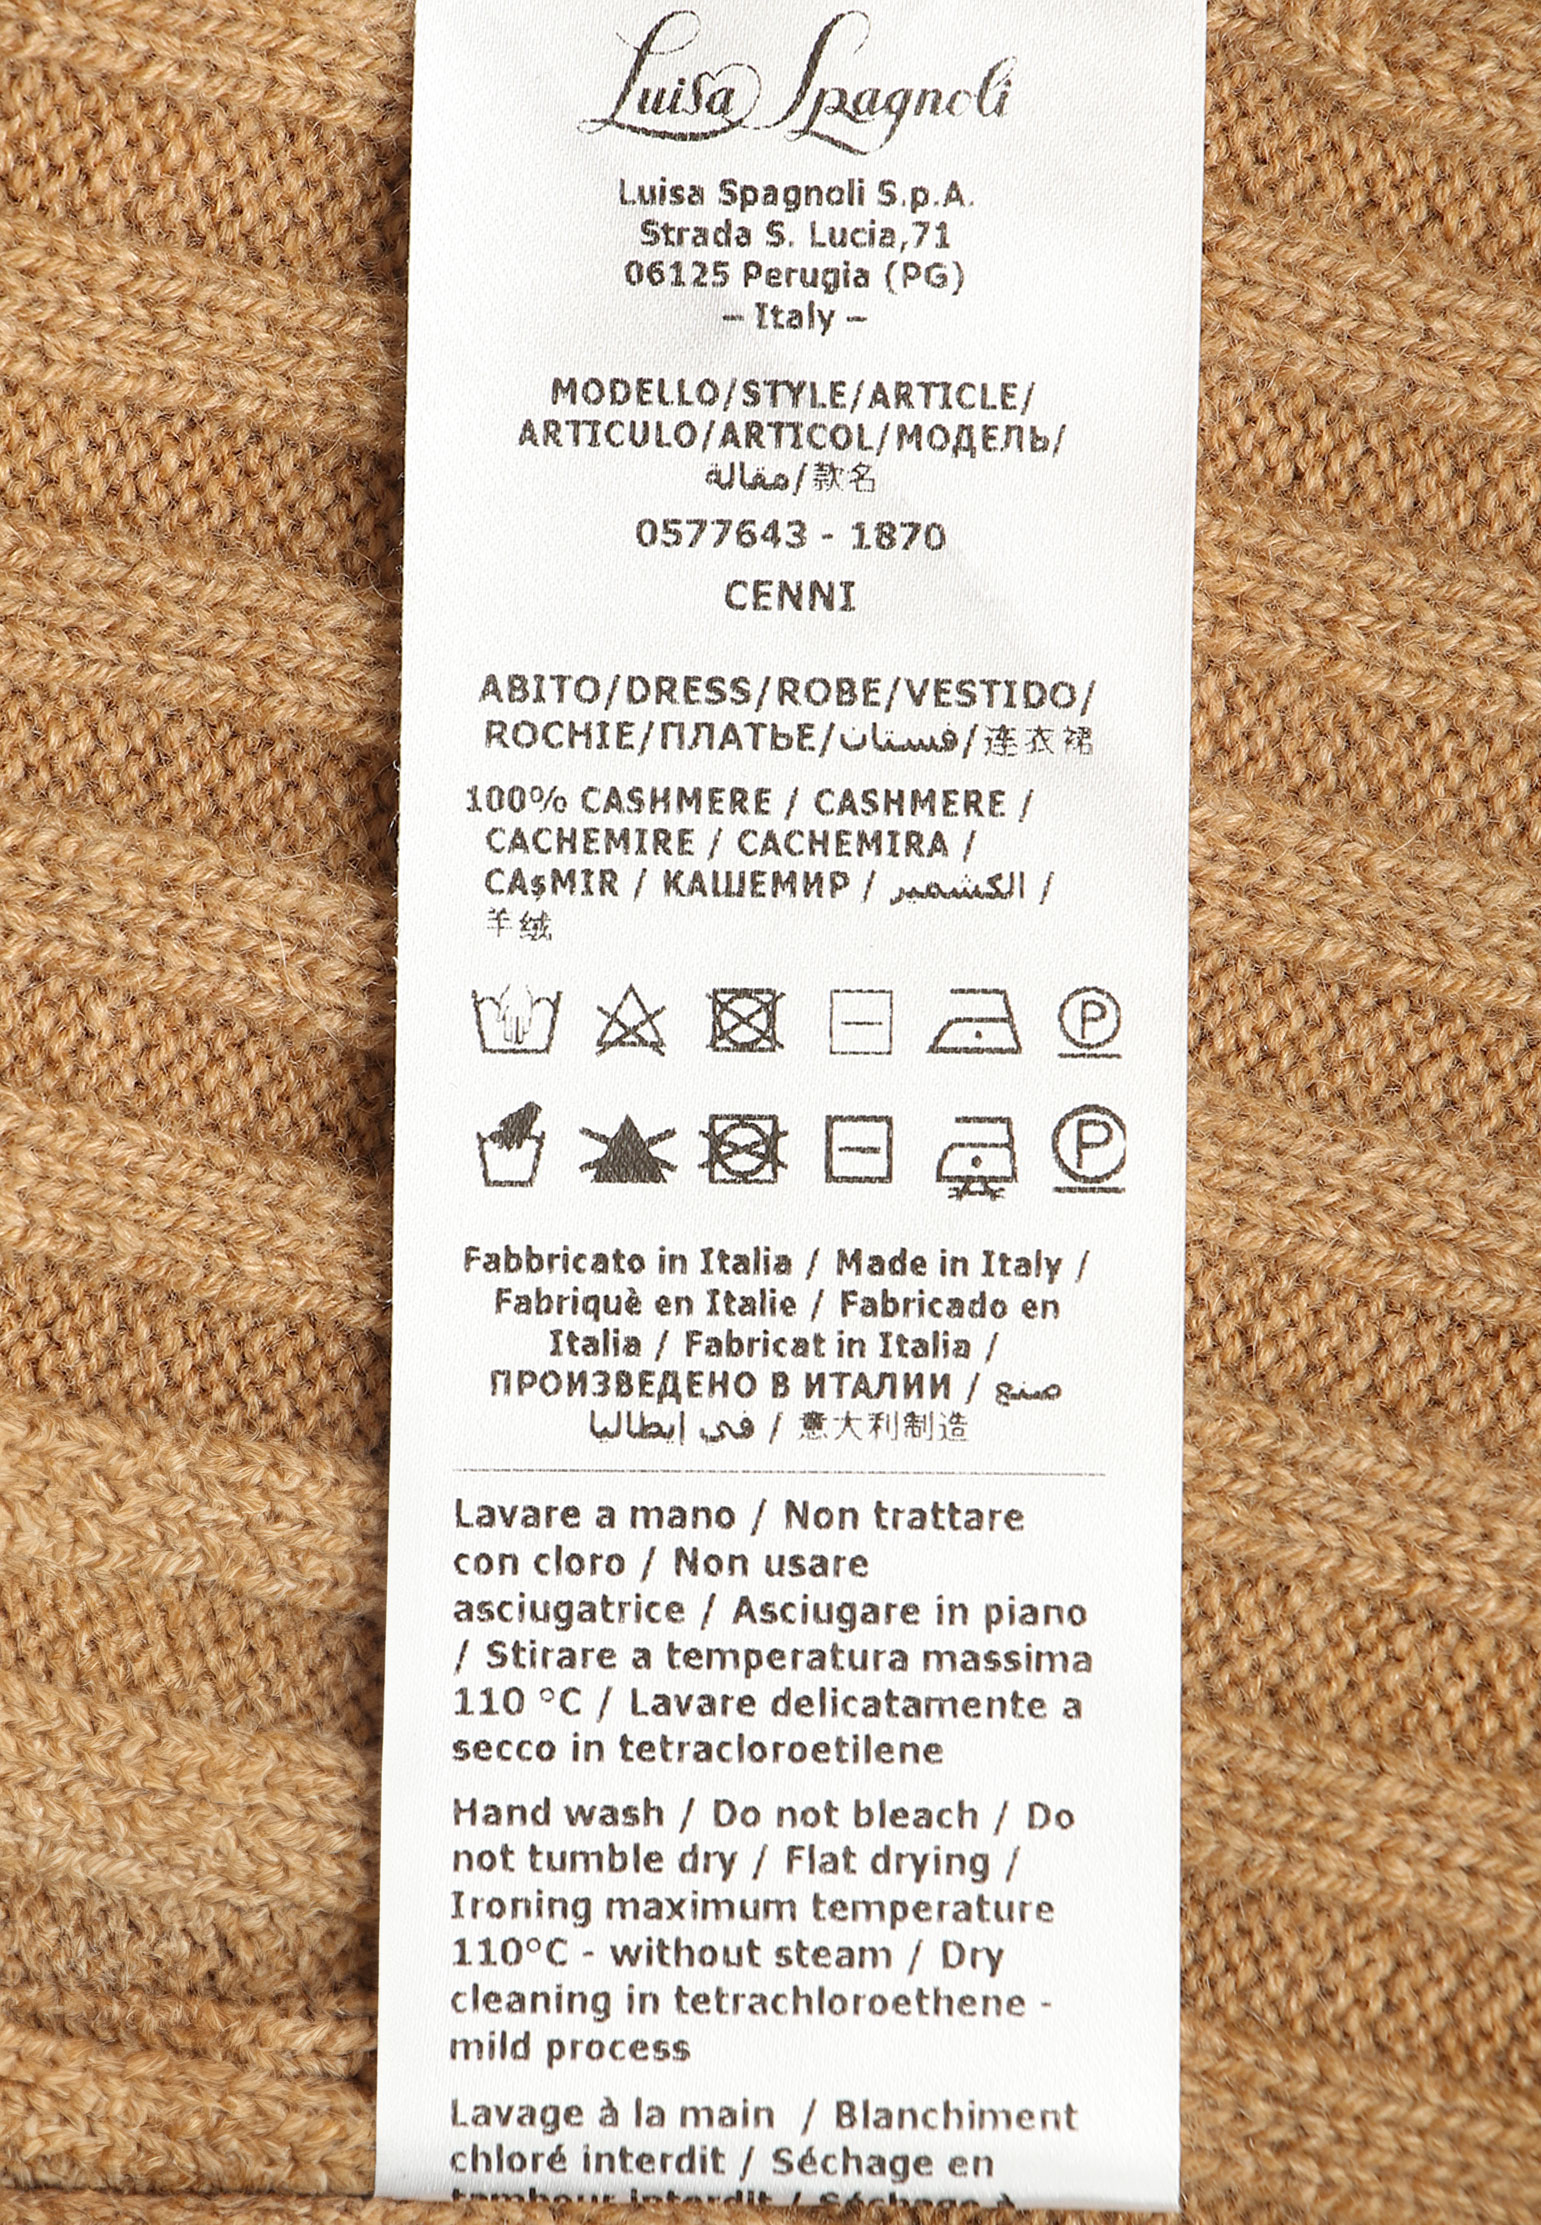 Luisa Spagnoli
Luisa Spagnoli S.p.A.
Strada S. Lucia,71
06125 Perugia (PG)
– Italy –
MODELLO/STYLE/ARTICLE/
ARTICULO/ARTICOL/МОДЕЛЬ/
مقالة/款名
0577643 - 1870
CENNI
ABITO/DRESS/ROBE/VESTIDO/
ROCHIE/ПЛАТЬЕ/فستان/连衣裙
100% CASHMERE / CASHMERE /
CACHEMIRE / CACHEMIRA /
CAşMIR / КАШЕМИР / الكشمير /
羊绒
P
P
Fabbricato in Italia / Made in Italy /
Fabriquè en Italie / Fabricado en
Italia / Fabricat in Italia /
ПРОИЗВЕДЕНО В ИТАЛИИ / صنع
في إيطاليا / 意大利制造
Lavare a mano / Non trattare
con cloro / Non usare
asciugatrice / Asciugare in piano
/ Stirare a temperatura massima
110 °C / Lavare delicatamente a
secco in tetracloroetilene
Hand wash / Do not bleach / Do
not tumble dry / Flat drying /
Ironing maximum temperature
110°C - without steam / Dry
cleaning in tetrachloroethene -
mild process
Lavage à la main / Blanchiment
chloré interdit / Séchage en
tambour interdit / Séchage à